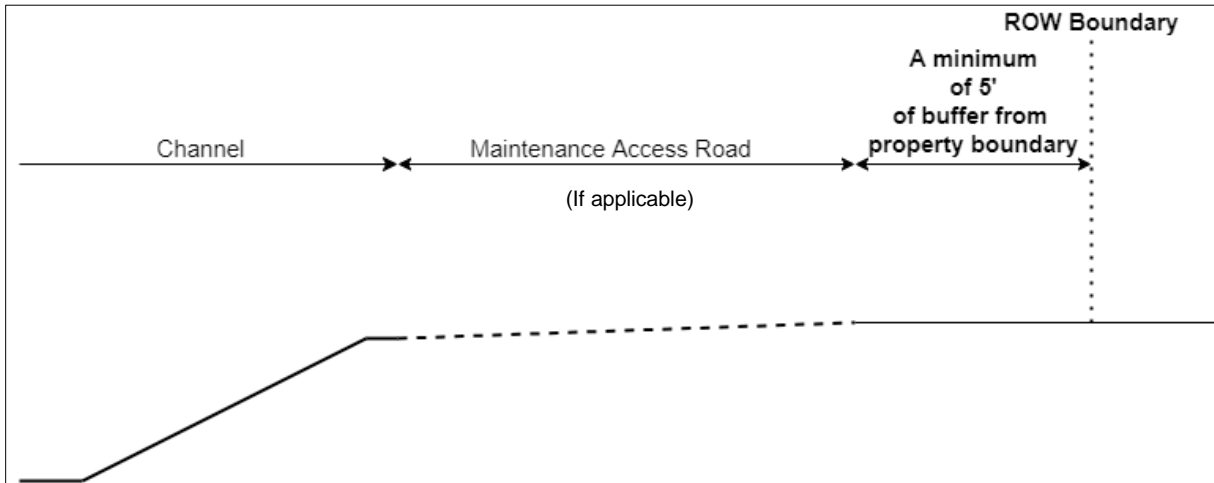 ROW Boundary
A minimum
of 5'
of buffer from
property boundary
Channel
Maintenance Access Road
(If applicable)